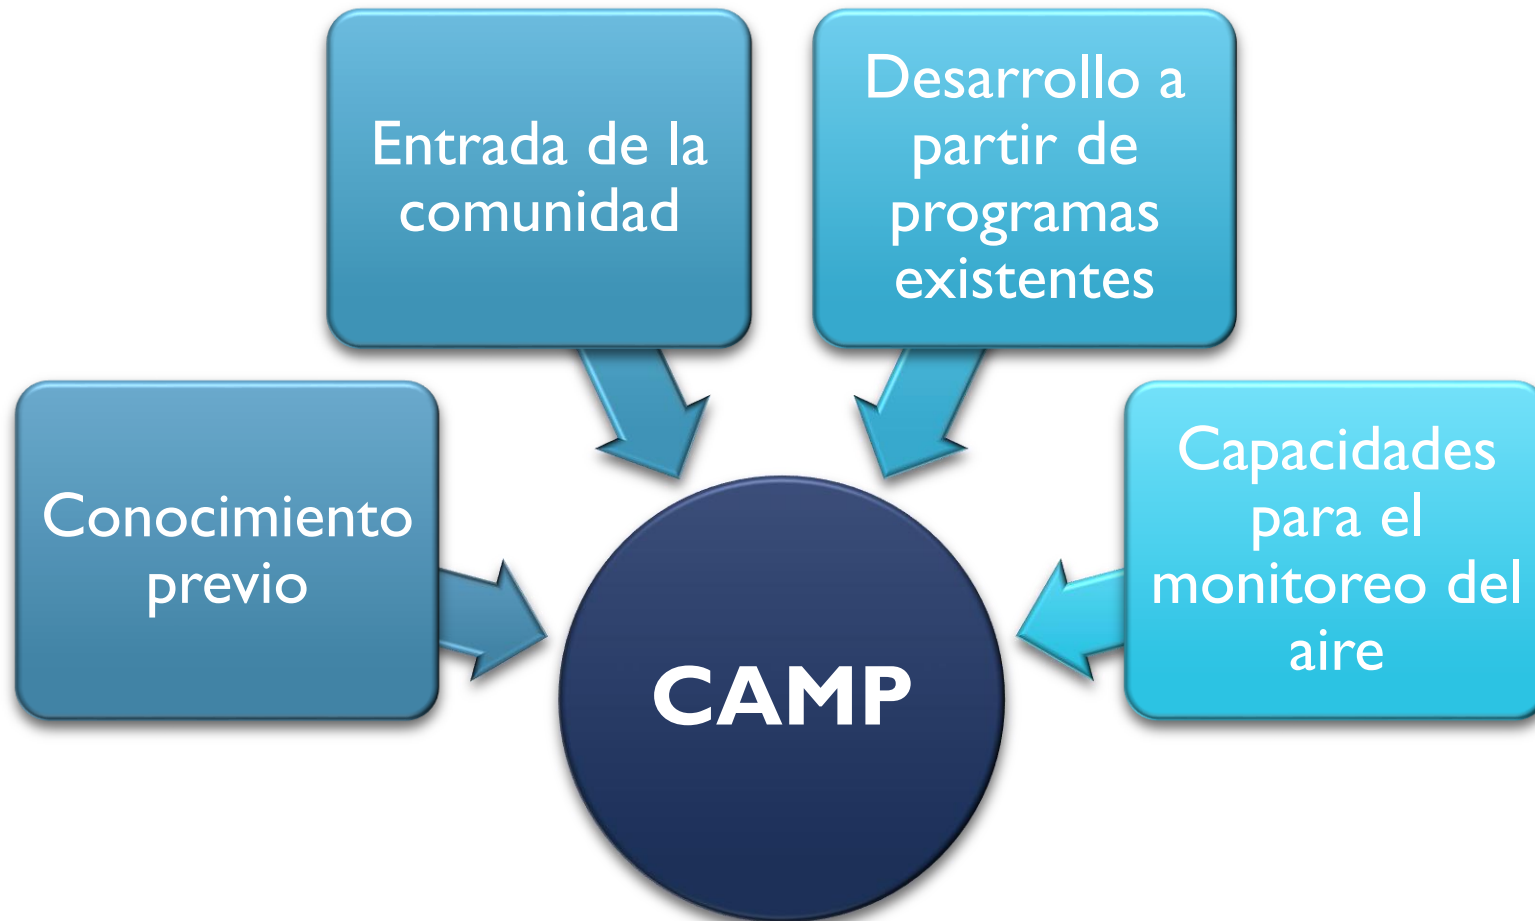 Entrada de la
comunidad
Desarrollo a
partir de
programas
existentes
Conocimiento
previo
Capacidades
para el
monitoreo del
aire
CAMP